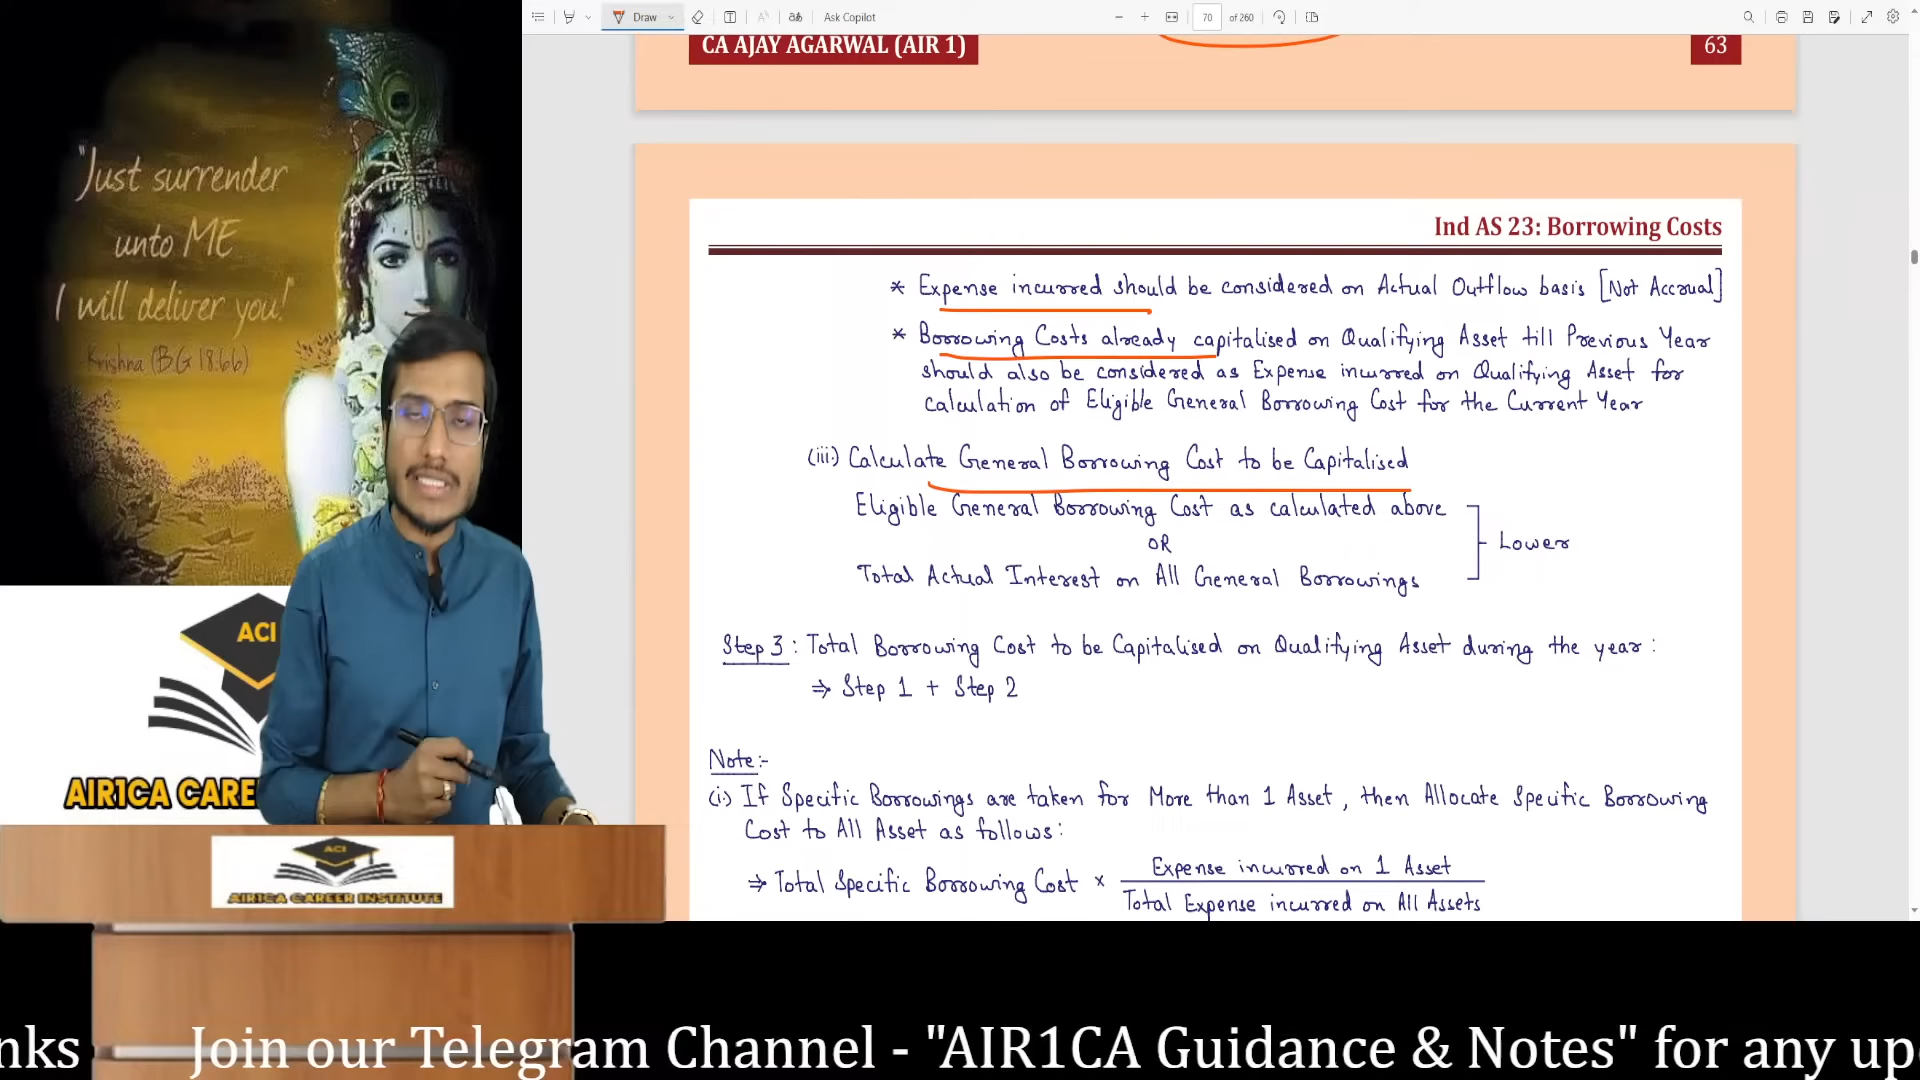 Draw
Ask Copilot
70 of 260
CA AJAY AGARWAL (AIR 1)
63
"Just surrender
unto ME
I will deliver you!"
Krishna (B.G 18.66)
Ind AS 23: Borrowing Costs
* Expense incurred should be considered on Actual Outflow basis [Not Accrual]
* Borrowing Costs already capitalised on Qualifying Asset till Previous Year
should also be considered as Expense incurred on Qualifying Asset for
calculation of Eligible General Borrowing Cost for the Current Year
(iii) Calculate General Borrowing Cost to be Capitalised
Eligible General Borrowing Cost as calculated above
OR
Total Actual Interest on All General Borrowings
Lower
Step 3: Total Borrowing Cost to be Capitalised on Qualifying Asset during the year:
⇒ Step 1 + Step 2
Note:-
(i) If Specific Borrowings are taken for More than 1 Asset, then Allocate Specific Borrowing
Cost to All Asset as follows:
⇒ Total Specific Borrowing Cost × Expense incurred on 1 Asset
Total Expense incurred on All Assets
ACI
AIR1CA CARE
ACI
AIR1CA CAREER INSTITUTE
nks Join our Telegram Channel - "AIR1CA Guidance & Notes" for any up